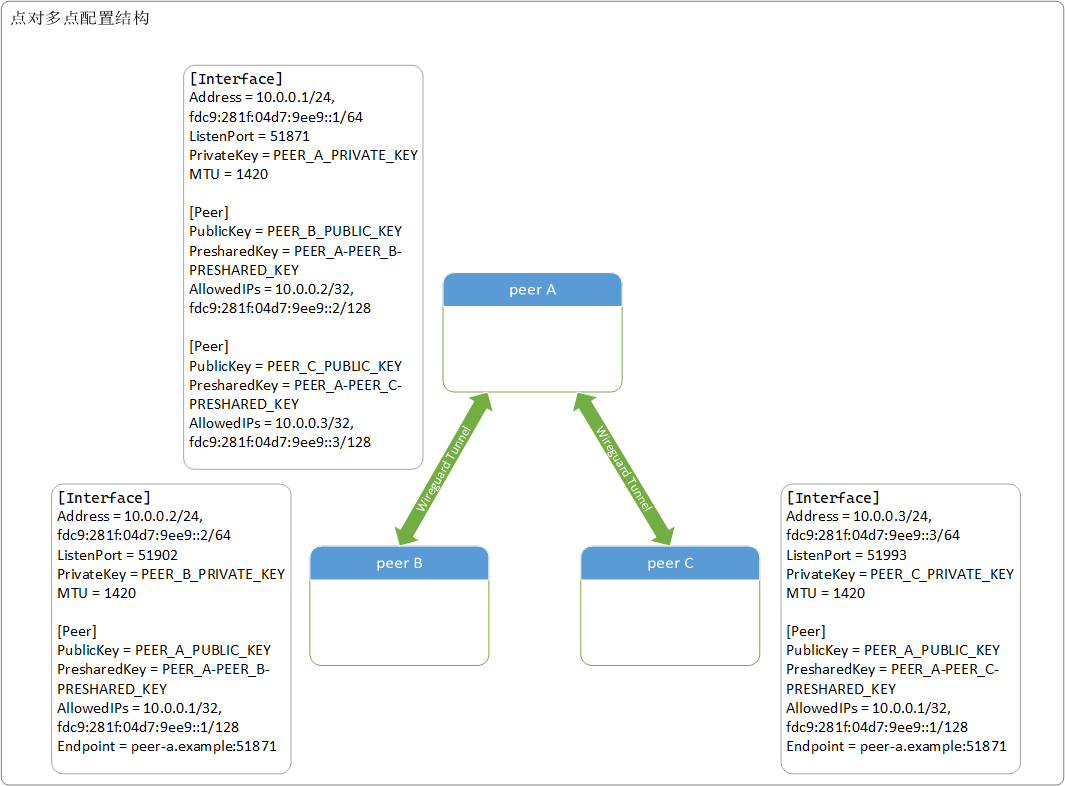 点对多点配置结构
[Interface]
Address = 10.0.0.1/24,
fdc9:281f:04d7:9ee9::1/64
ListenPort = 51871
PrivateKey = PEER_A_PRIVATE_KEY
MTU = 1420
[Peer]
PublicKey = PEER_B_PUBLIC_KEY
PresharedKey = PEER_A-PEER_B-
PRESHARED_KEY
AllowedIPs = 10.0.0.2/32,
fdc9:281f:04d7:9ee9::2/128
[Peer]
PublicKey = PEER_C_PUBLIC_KEY
PresharedKey = PEER_A-PEER_C-
PRESHARED_KEY
AllowedIPs = 10.0.0.3/32,
fdc9:281f:04d7:9ee9::3/128
peer A
Wireguard Tunnel
Wireguard Tunnel
[Interface]
Address = 10.0.0.2/24,
fdc9:281f:04d7:9ee9::2/64
ListenPort = 51902
PrivateKey = PEER_B_PRIVATE_KEY
MTU = 1420
[Peer]
PublicKey = PEER_A_PUBLIC_KEY
PresharedKey = PEER_A-PEER_B-
PRESHARED_KEY
AllowedIPs = 10.0.0.1/32,
fdc9:281f:04d7:9ee9::1/128
Endpoint = peer-a.example:51871
peer B
peer C
[Interface]
Address = 10.0.0.3/24,
fdc9:281f:04d7:9ee9::3/64
ListenPort = 51993
PrivateKey = PEER_C_PRIVATE_KEY
MTU = 1420
[Peer]
PublicKey = PEER_A_PUBLIC_KEY
PresharedKey = PEER_A-PEER_C-
PRESHARED_KEY
AllowedIPs = 10.0.0.1/32,
fdc9:281f:04d7:9ee9::1/128
Endpoint = peer-a.example:51871